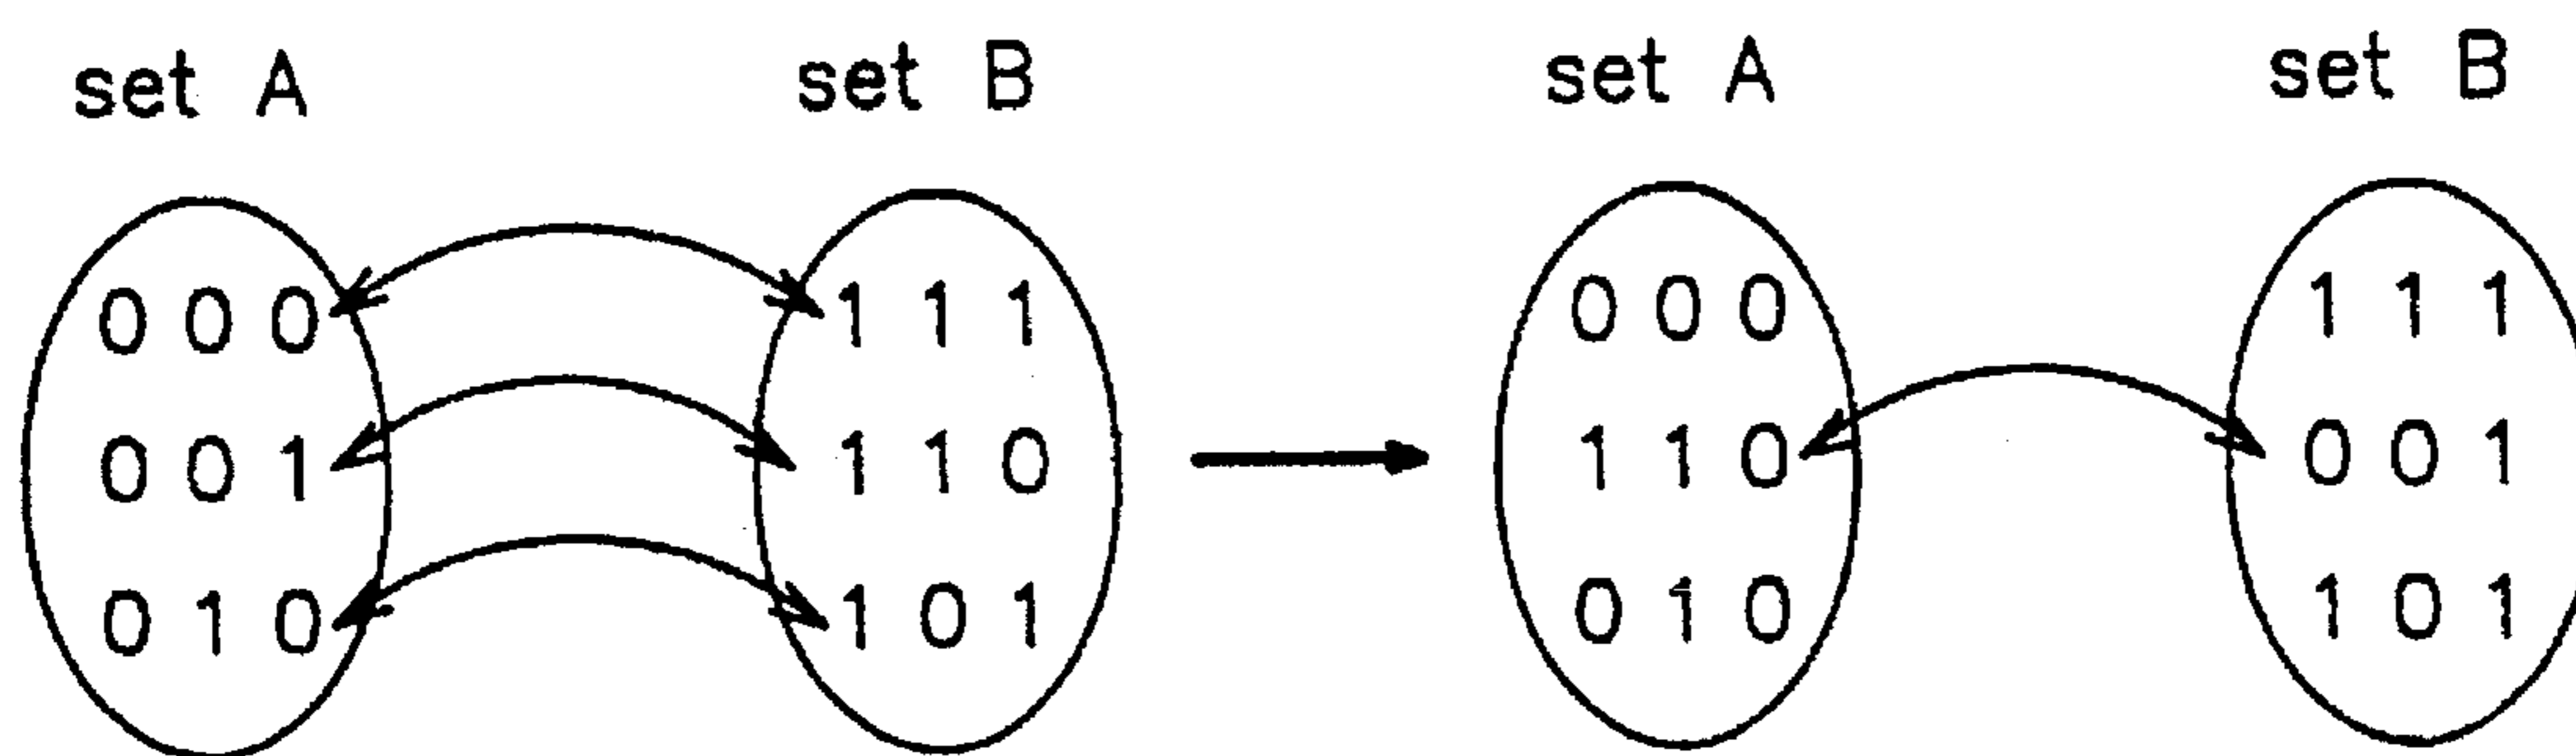 set A set B set A set B
0 0 0 1 1 1 0 0 0 1 1 1
0 0 1 1 1 0 1 1 0 0 0 1
0 1 0 1 0 1 0 1 0 1 0 1